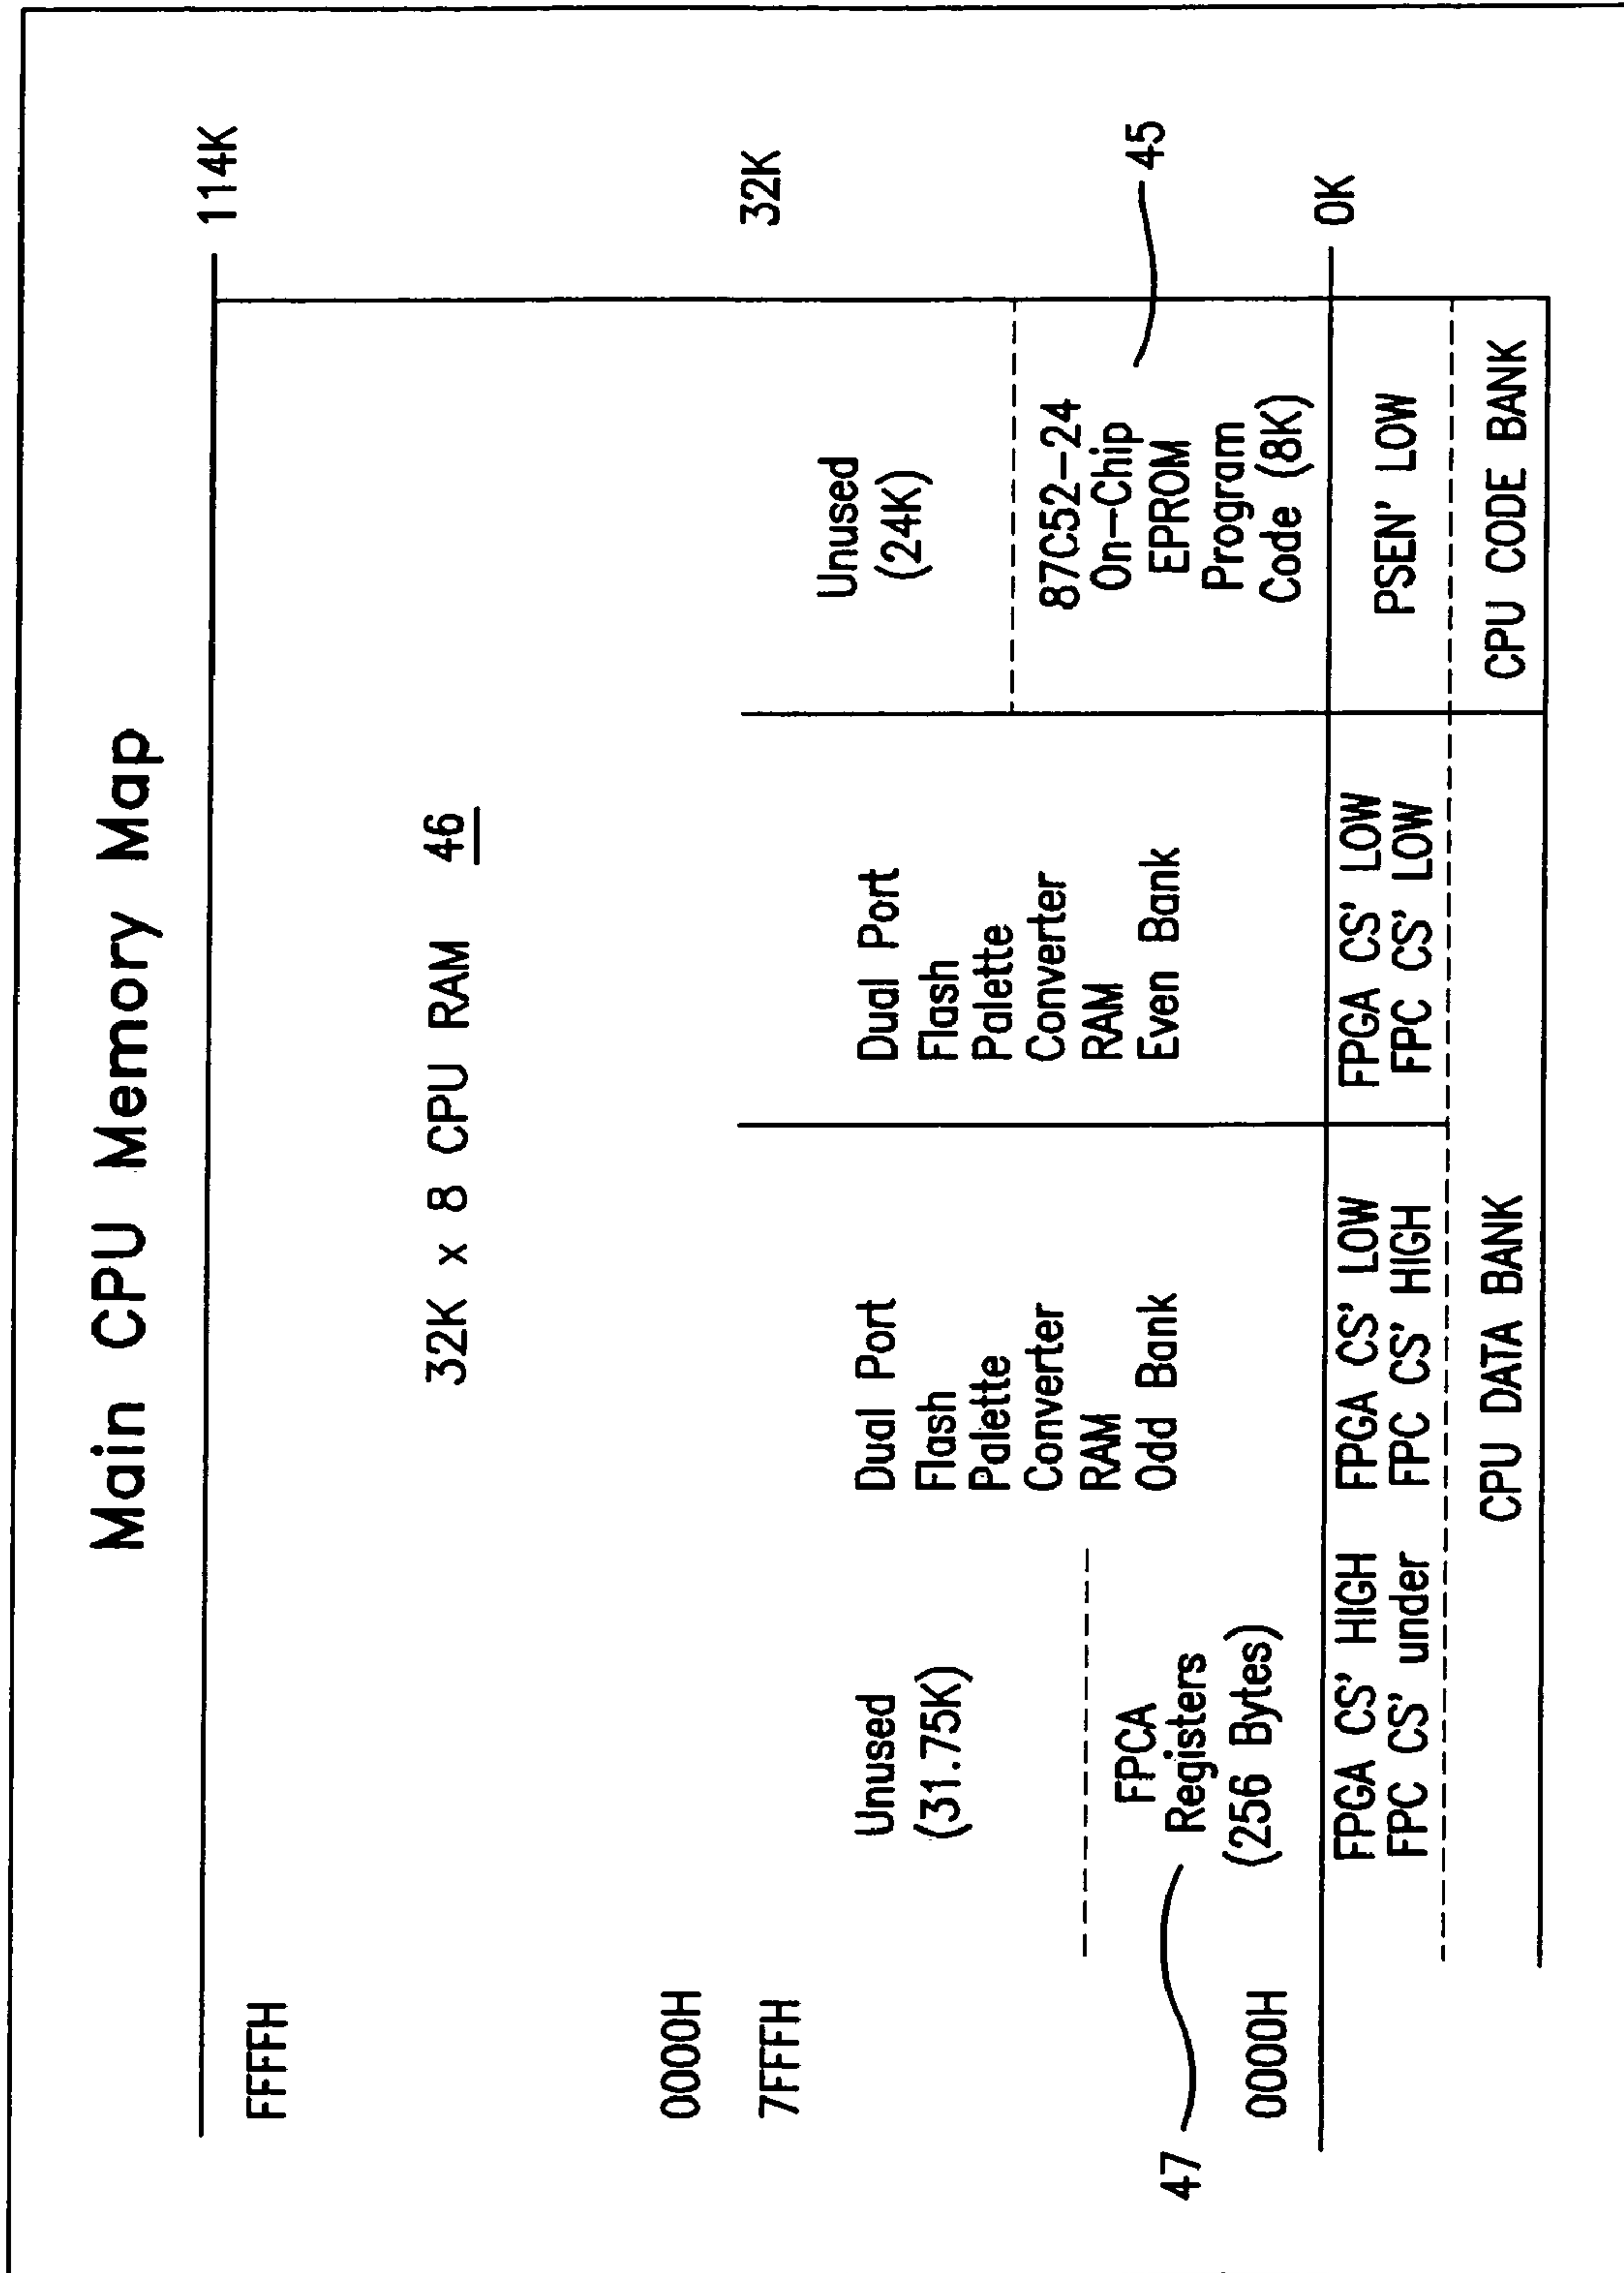 Main CPU Memory Map
114K
FFFFH
32K x 8 CPU RAM 46
0000H
7FFFH
32K
Unused
(31.75K)
FPCA
Registers
(256 Bytes)
47
0000H
Dual Port
Flash
Palette
Converter
RAM
Odd Bank
Dual Port
Flash
Palette
Converter
RAM
Even Bank
Unused
(24K)
87C52-24
On-Chip
EPROM
Program
Code (8K)
45
0K
FPGA CS' HIGH
FPC CS' under
FPGA CS' LOW
FPC CS' HIGH
FPGA CS' LOW
FPC CS' LOW
PSEN' LOW
CPU DATA BANK
CPU CODE BANK